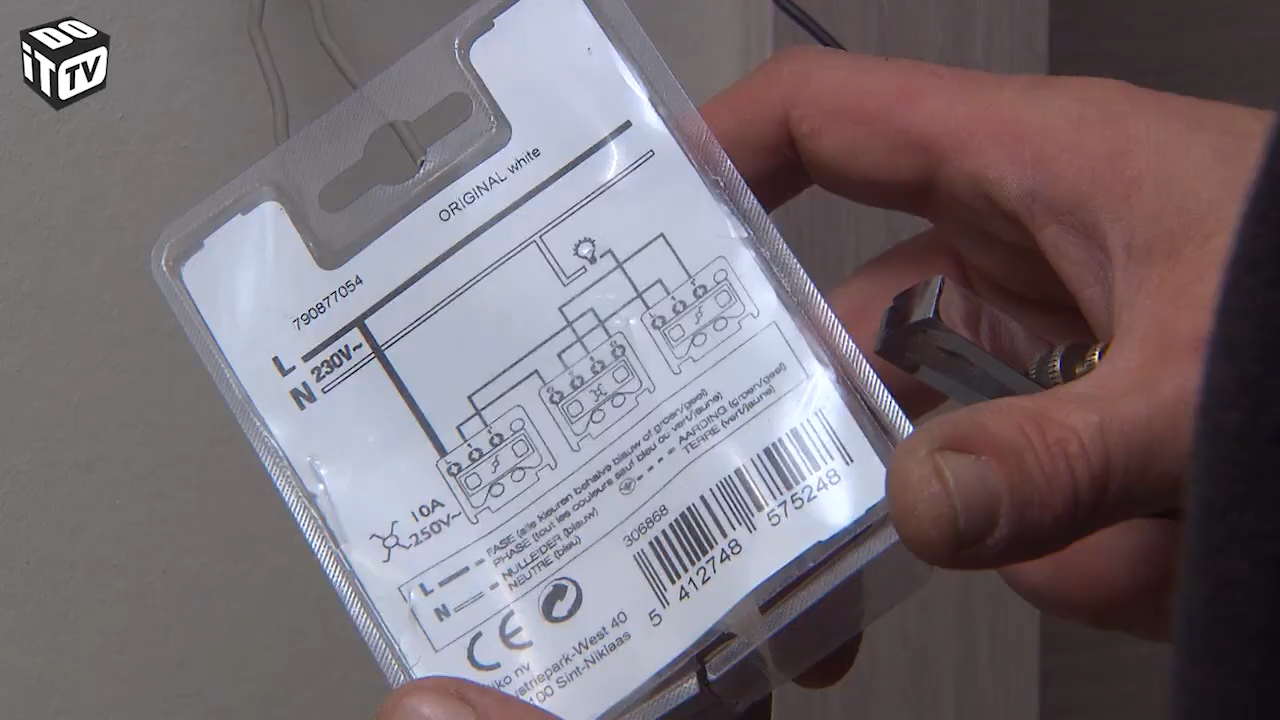 DO
iT TV
ORIGINAL white
790877054
L
N 230V~
10A
250V~
L FASE (alle kleuren behalve blauw of groen/geel)
PHASE (tout les couleurs sauf bleu ou vert/jaune)
N NULLEIDER (blauw)
NEUTRE (bleu)
AARDING (groen/geel)
TERRE (vert/jaune)
306868
5 412748 575248
CE
iko nv
striepark-West 40
100 Sint-Niklaas